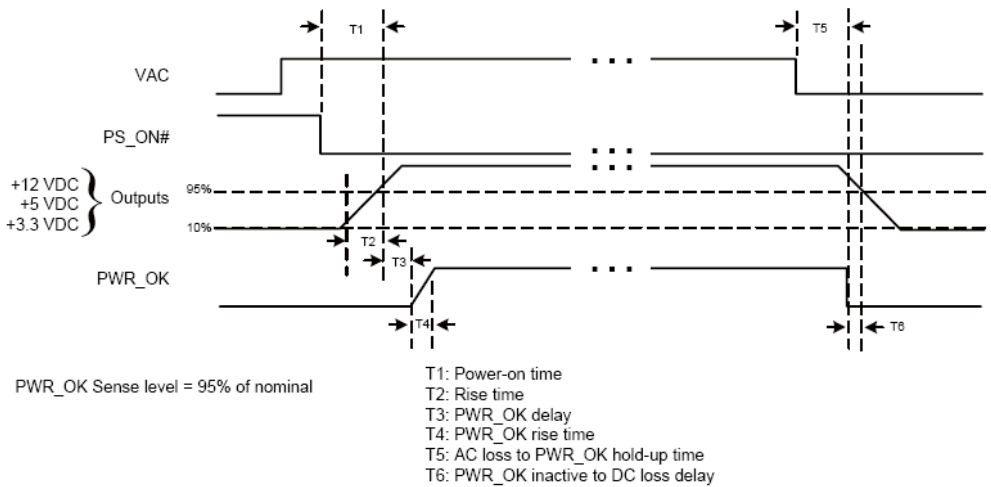 T1
T5
VAC
PS_ON#
+12 VDC
+5 VDC
+3.3 VDC
Outputs
95%
10%
T2
T3
PWR_OK
T4
T6
PWR_OK Sense level = 95% of nominal
T1: Power-on time
T2: Rise time
T3: PWR_OK delay
T4: PWR_OK rise time
T5: AC loss to PWR_OK hold-up time
T6: PWR_OK inactive to DC loss delay